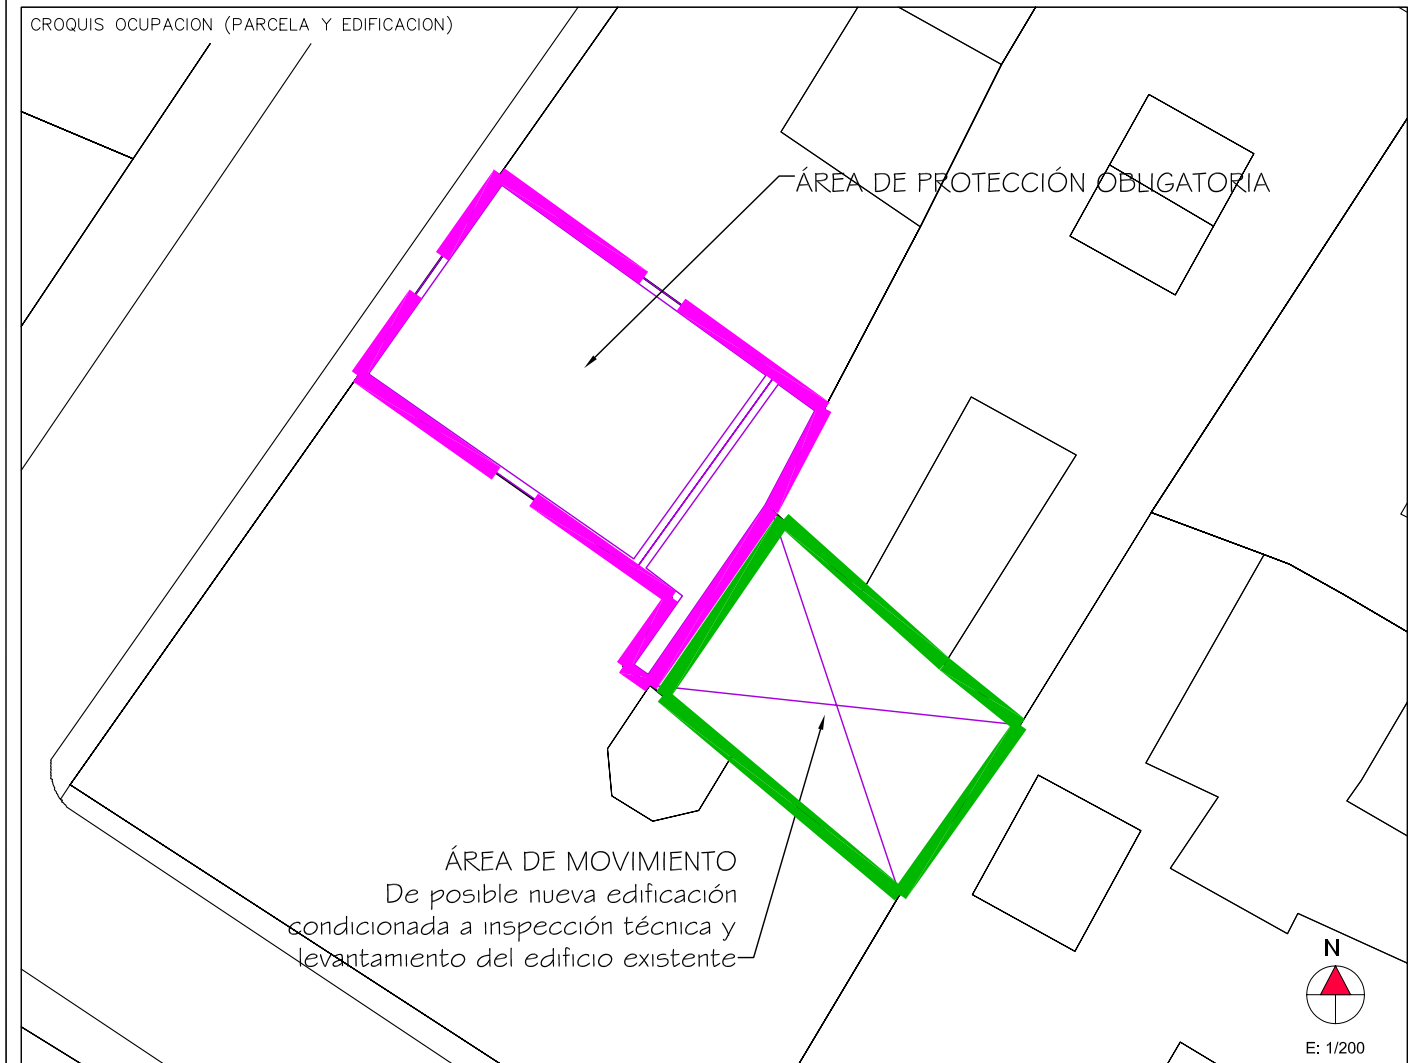 CROQUIS OCUPACION (PARCELA Y EDIFICACION)
ÁREA DE PROTECCIÓN OBLIGATORIA
ÁREA DE MOVIMIENTO
De posible nueva edificación
condicionada a inspección técnica y
levantamiento del edificio existente
N
E: 1/200